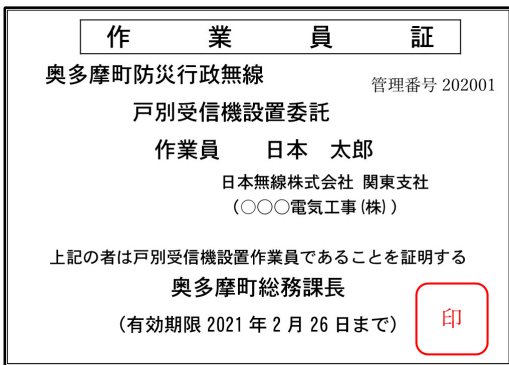 作業員証
奥多摩町防災行政無線
管理番号 202001
戸別受信機設置委託
作業員 日本 太郎
日本無線株式会社 関東支社
（○○○電気工事(株)）
上記の者は戸別受信機設置作業員であることを証明する
奥多摩町総務課長
（有効期限 2021 年 2 月 26 日まで）
印